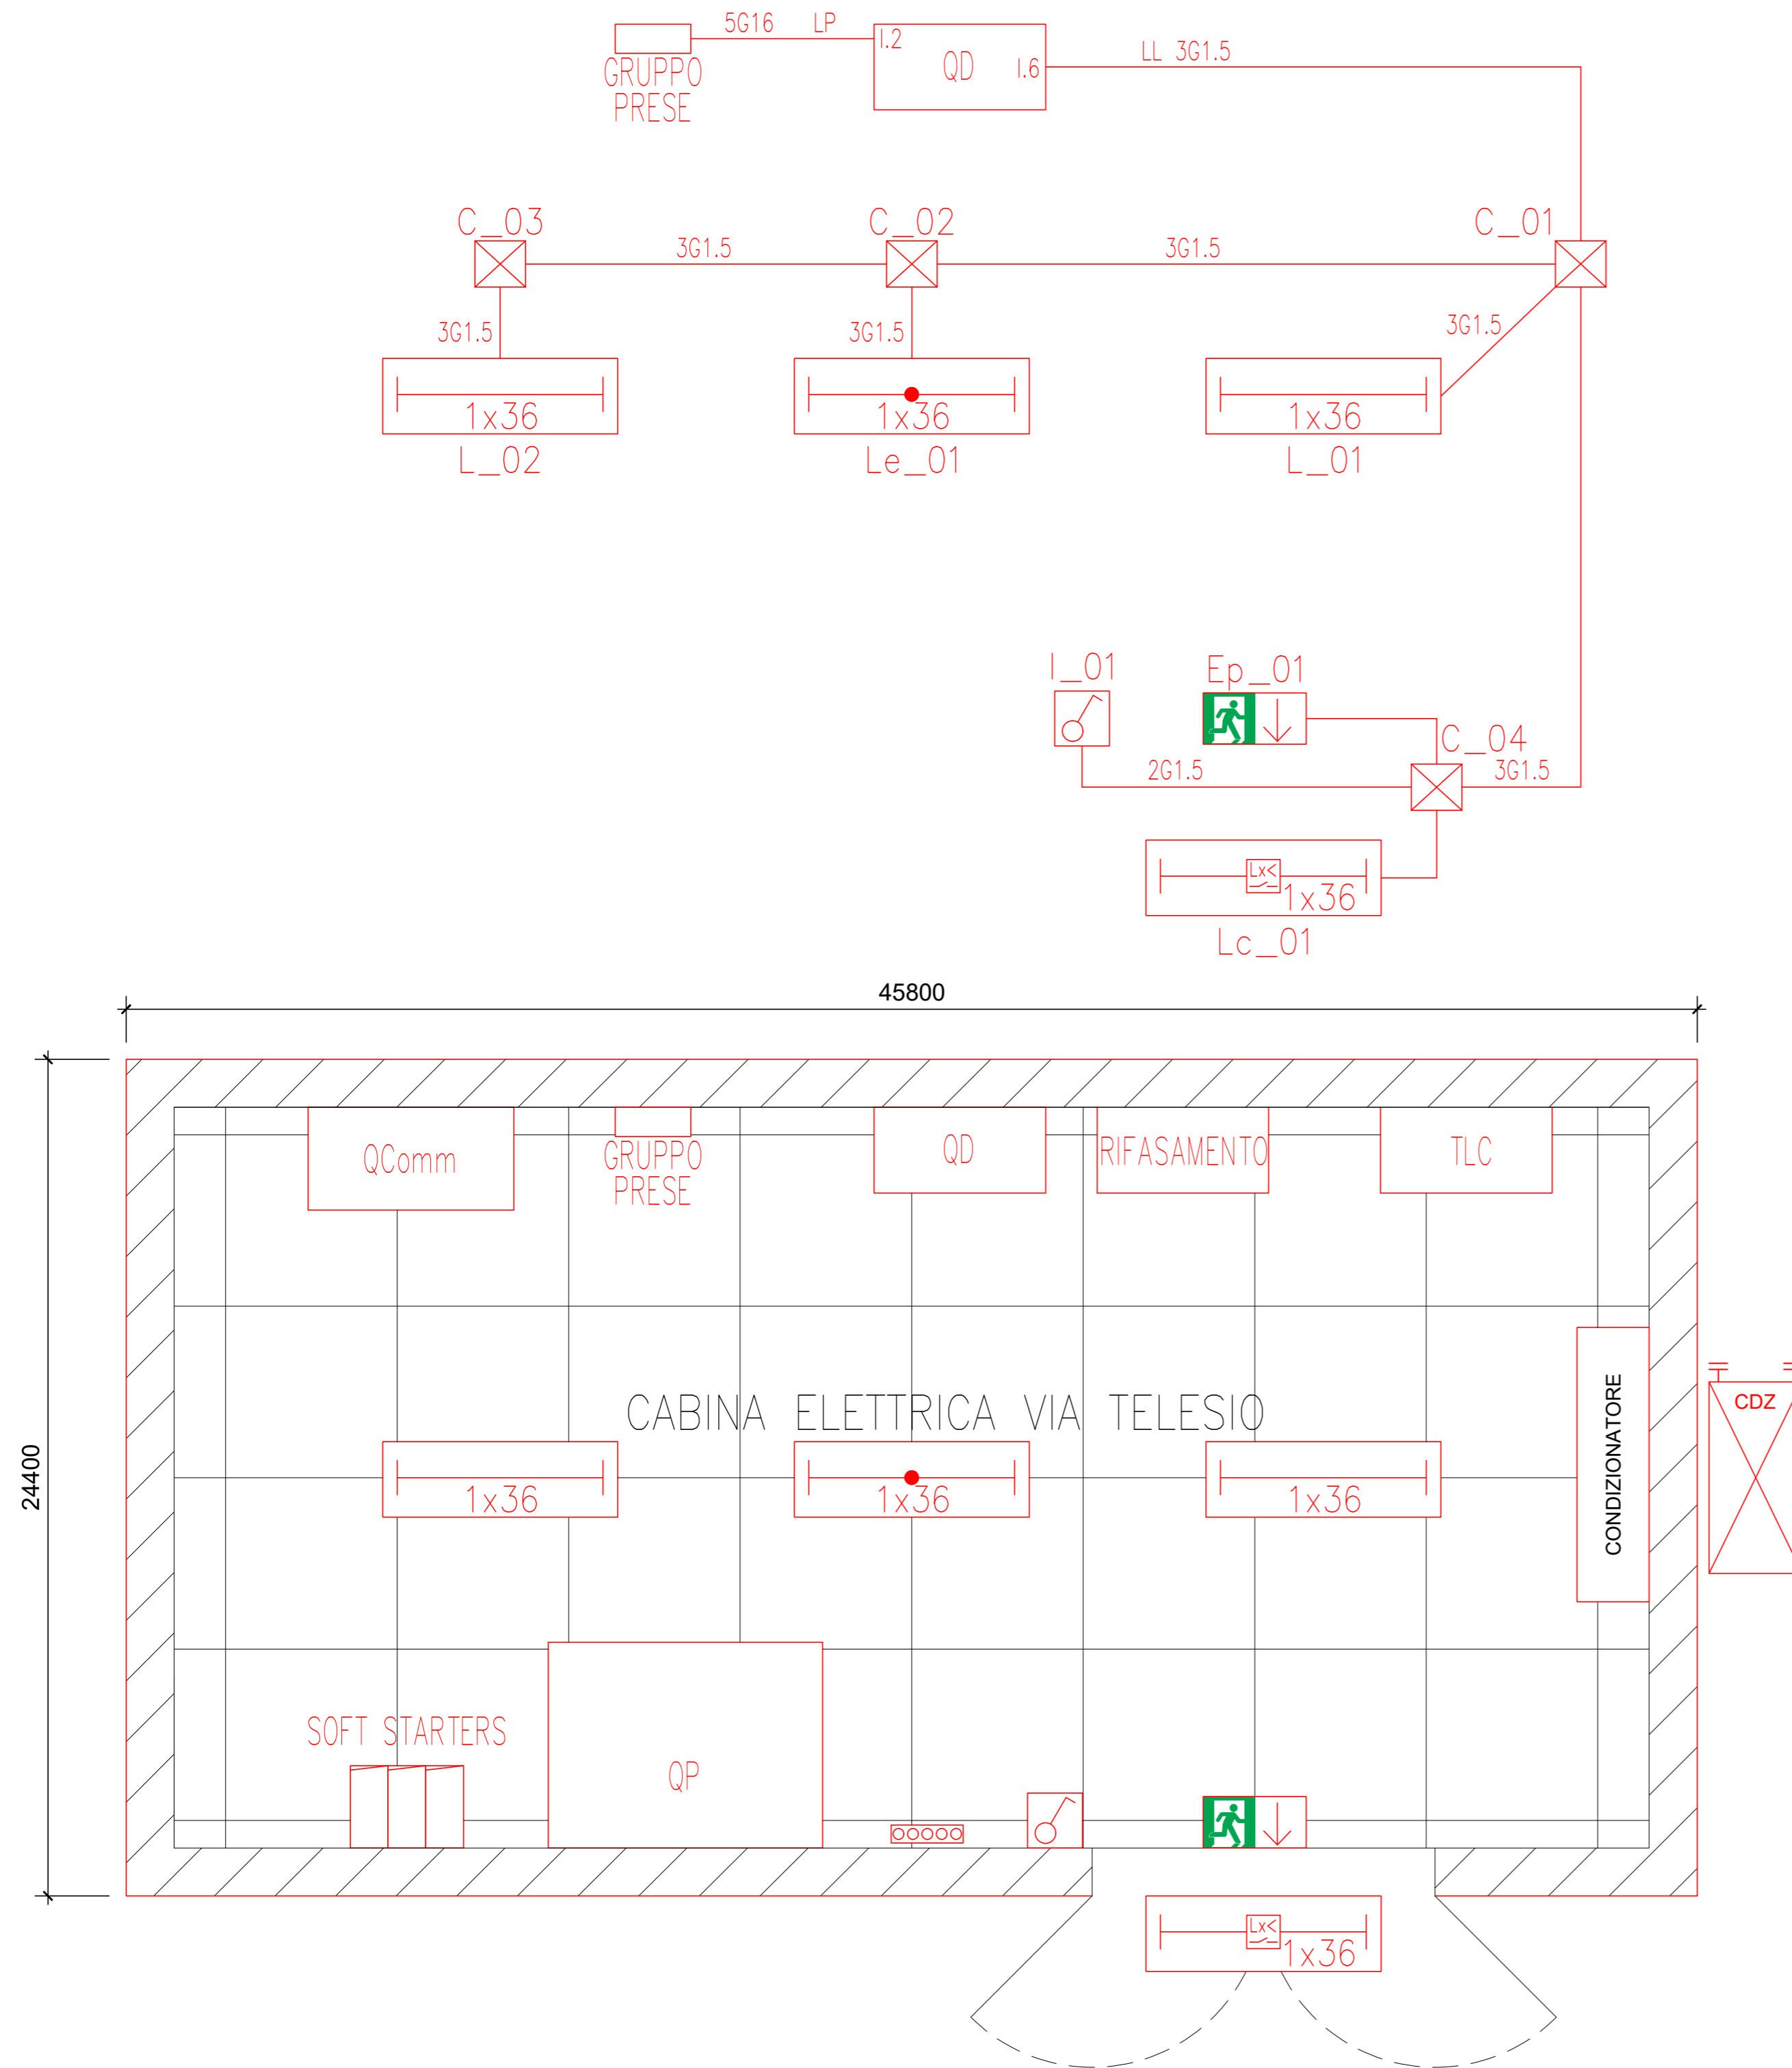 5G16 LP
I.2
QD
I.6
LL 3G1.5
GRUPPO
PRESE
C_03
C_02
C_01
3G1.5
3G1.5
3G1.5
3G1.5
3G1.5
1x36
1x36
1x36
L_02
Le_01
L_01
I_01
Ep_01
C_04
2G1.5
3G1.5
Lx<
1x36
Lc_01
45800
24400
QComm
GRUPPO
PRESE
QD
RIFASAMENTO
TLC
CABINA ELETTRICA VIA TELESIO
CONDIZIONATORE
CDZ
1x36
1x36
1x36
SOFT STARTERS
QP
Lx<
1x36